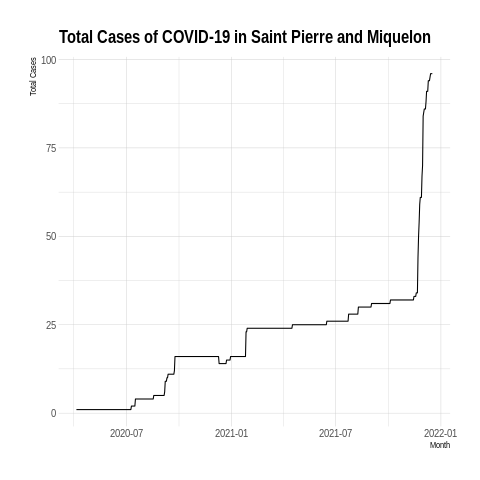 Total Cases of COVID-19 in Saint Pierre and Miquelon
Total Cases
100
75
50
25
0
2020-07 2021-01 2021-07 2022-01
Month